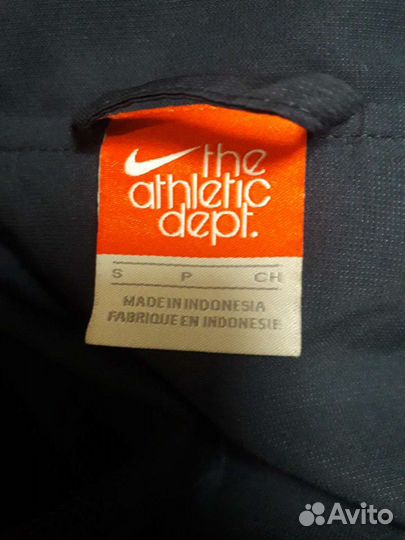 the
athletic
dept.
S P CH
MADE IN INDONESIA
FABRIQUE EN INDONESIE
Avito